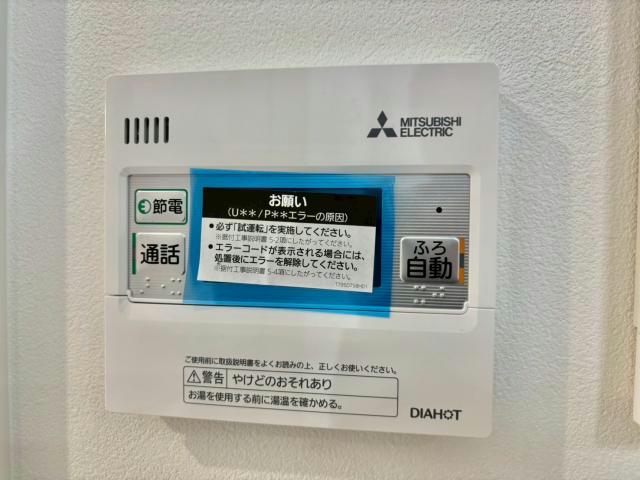 MITSUBISHI
ELECTRIC
節電
通話
お願い
(U**/P**エラーの原因)
●必ず「試運転」を実施してください。
※据付工事説明書 5-2項にしたがってください。
●エラーコードが表示される場合には、
処置後にエラーを解除してください。
※据付工事説明書 5-4項にしたがってください。
ふろ
自動
ご使用前に取扱説明書をよくお読みの上、正しくお使いください。
警告 やけどのおそれあり
お湯を使用する前に湯温を確かめる。
DIAHOT